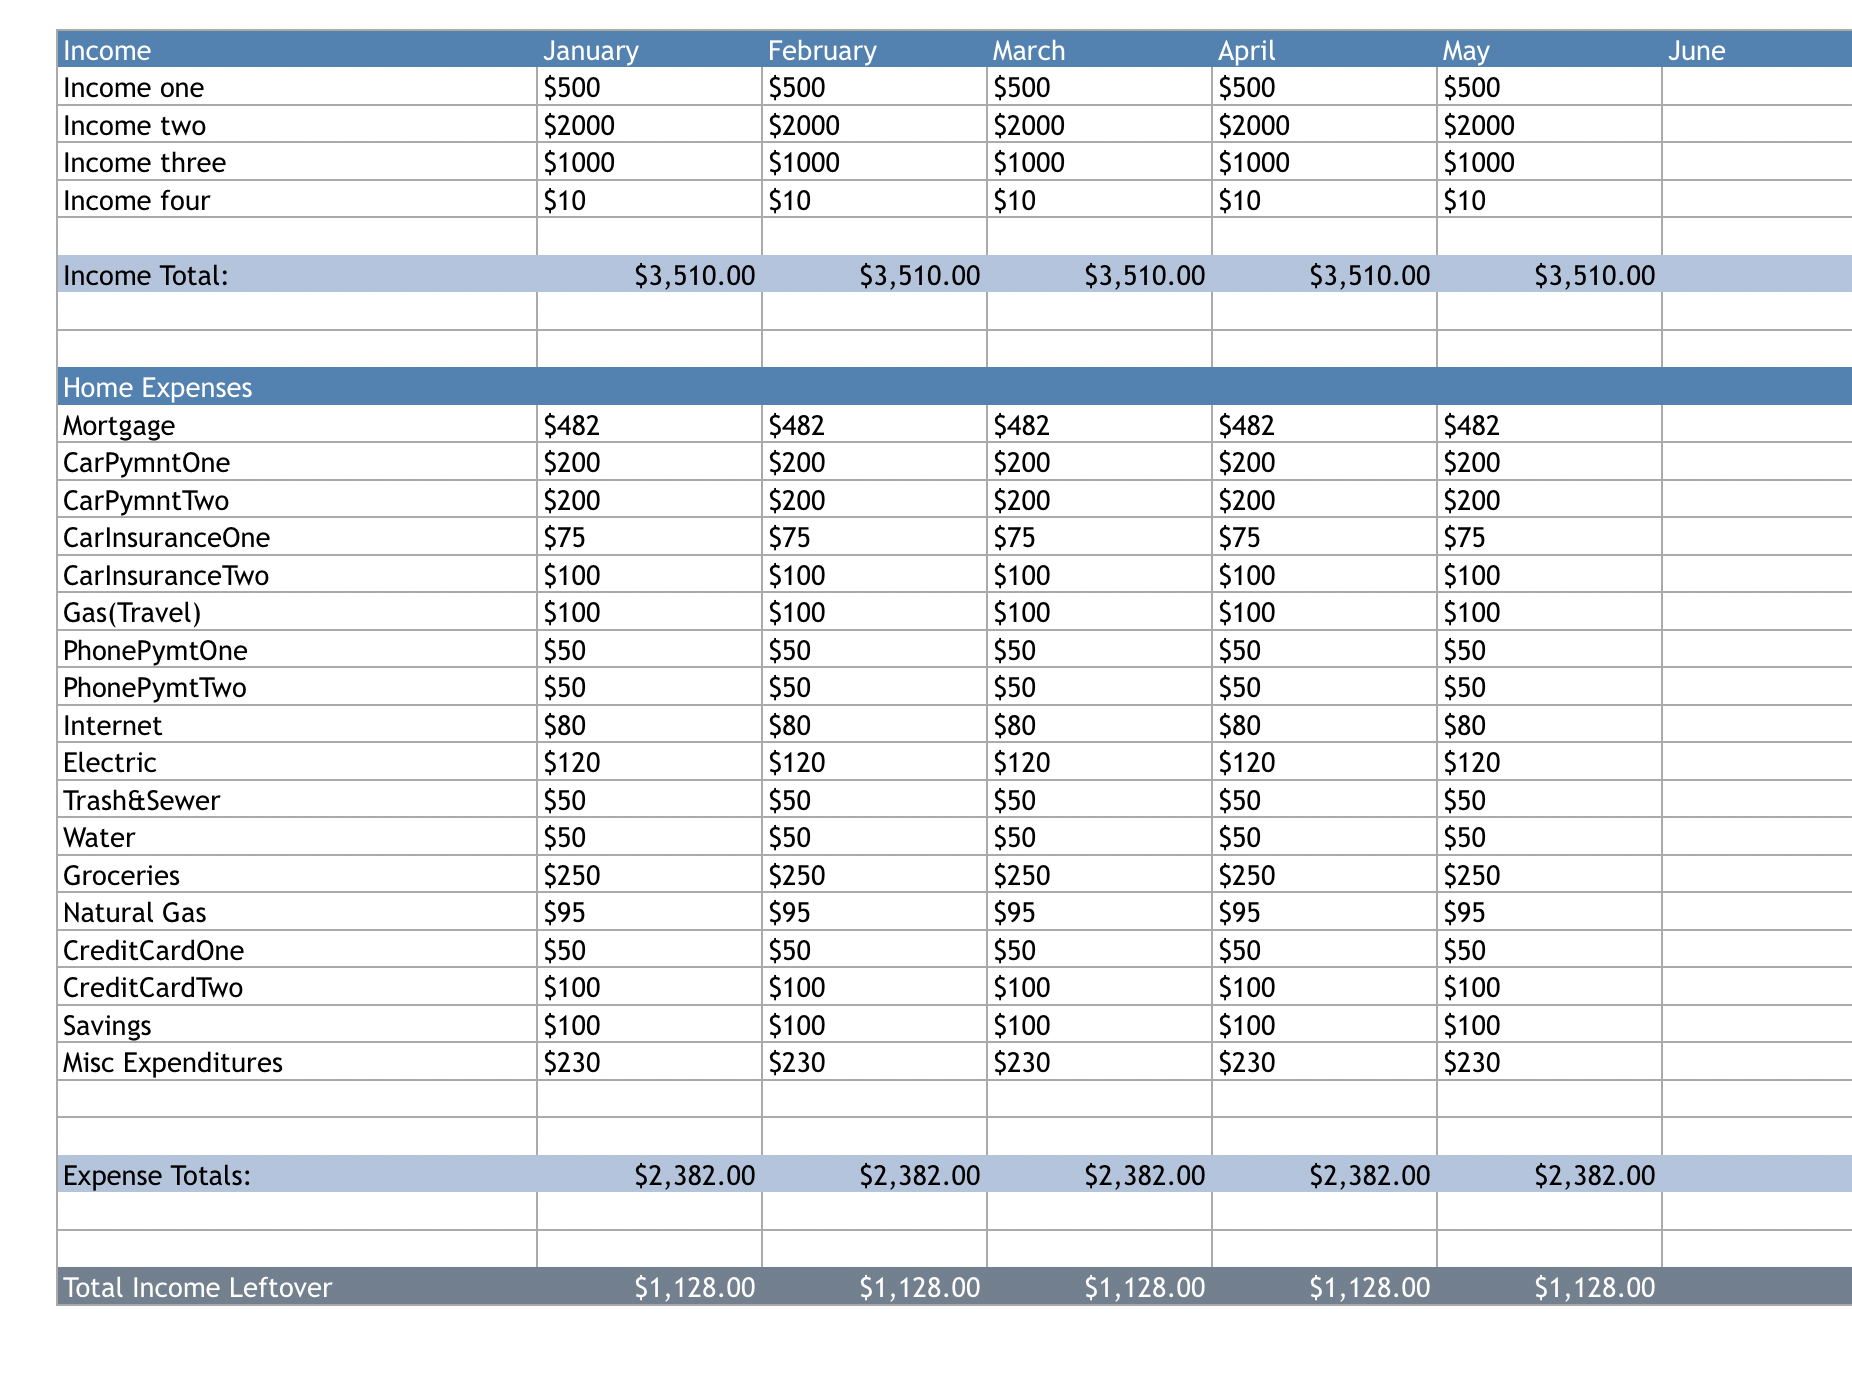 Income January February March April May June
Income one $500 $500 $500 $500 $500
Income two $2000 $2000 $2000 $2000 $2000
Income three $1000 $1000 $1000 $1000 $1000
Income four $10 $10 $10 $10 $10
Income Total: $3,510.00 $3,510.00 $3,510.00 $3,510.00 $3,510.00
Home Expenses
Mortgage $482 $482 $482 $482 $482
CarPymntOne $200 $200 $200 $200 $200
CarPymntTwo $200 $200 $200 $200 $200
CarInsuranceOne $75 $75 $75 $75 $75
CarInsuranceTwo $100 $100 $100 $100 $100
Gas(Travel) $100 $100 $100 $100 $100
PhonePymtOne $50 $50 $50 $50 $50
PhonePymtTwo $50 $50 $50 $50 $50
Internet $80 $80 $80 $80 $80
Electric $120 $120 $120 $120 $120
Trash&Sewer $50 $50 $50 $50 $50
Water $50 $50 $50 $50 $50
Groceries $250 $250 $250 $250 $250
Natural Gas $95 $95 $95 $95 $95
CreditCardOne $50 $50 $50 $50 $50
CreditCardTwo $100 $100 $100 $100 $100
Savings $100 $100 $100 $100 $100
Misc Expenditures $230 $230 $230 $230 $230
Expense Totals: $2,382.00 $2,382.00 $2,382.00 $2,382.00 $2,382.00
Total Income Leftover $1,128.00 $1,128.00 $1,128.00 $1,128.00 $1,128.00